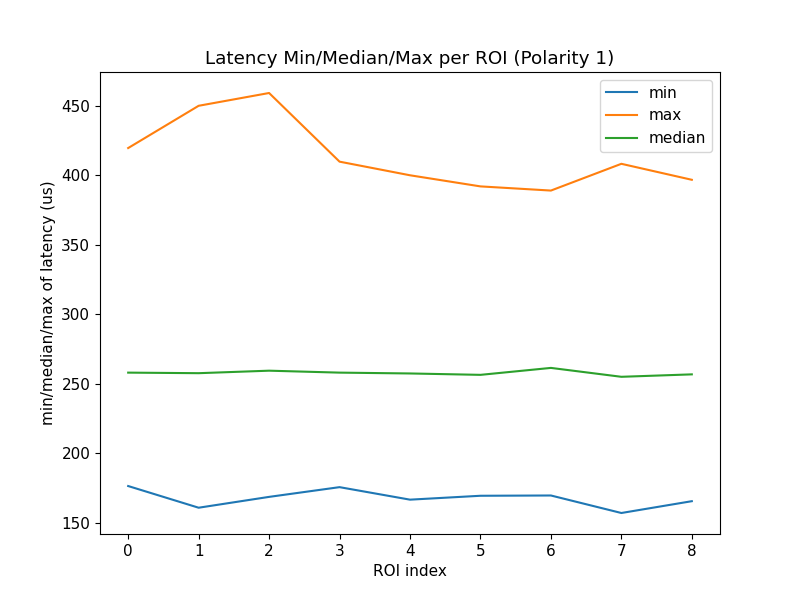 Latency Min/Median/Max per ROI (Polarity 1)
min
max
median
min/median/max of latency (us)
450
400
350
300
250
200
150
0 1 2 3 4 5 6 7 8
ROI index